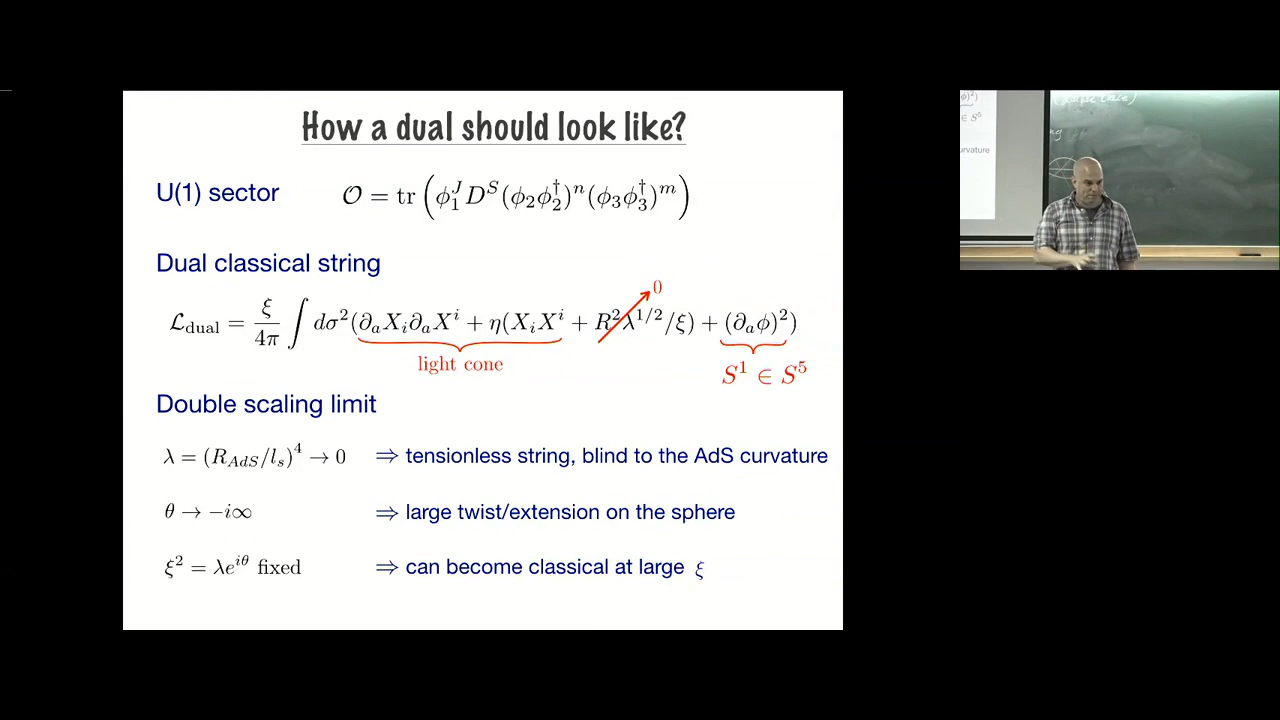 How a dual should look like?
U(1) sector
𝒪 = tr (ϕ₁ᴶ Dˢ (ϕ₂ϕ₂†)ⁿ (ϕ₃ϕ₃†)ᵐ)
Dual classical string
0
ℒ_dual = ξ/4π ∫ dσ² (∂ₐXᵢ∂ₐXⁱ + η(XᵢXⁱ + R²λ^{1/2}/ξ) + (∂ₐϕ)²)
light cone
S¹ ∈ S⁵
Double scaling limit
λ = (R_{AdS}/l_s)⁴ → 0 ⇒ tensionless string, blind to the AdS curvature
θ → −i∞ ⇒ large twist/extension on the sphere
ξ² = λe^{iθ} fixed ⇒ can become classical at large ξ
ϕ)²)
∈ S⁵
urvature